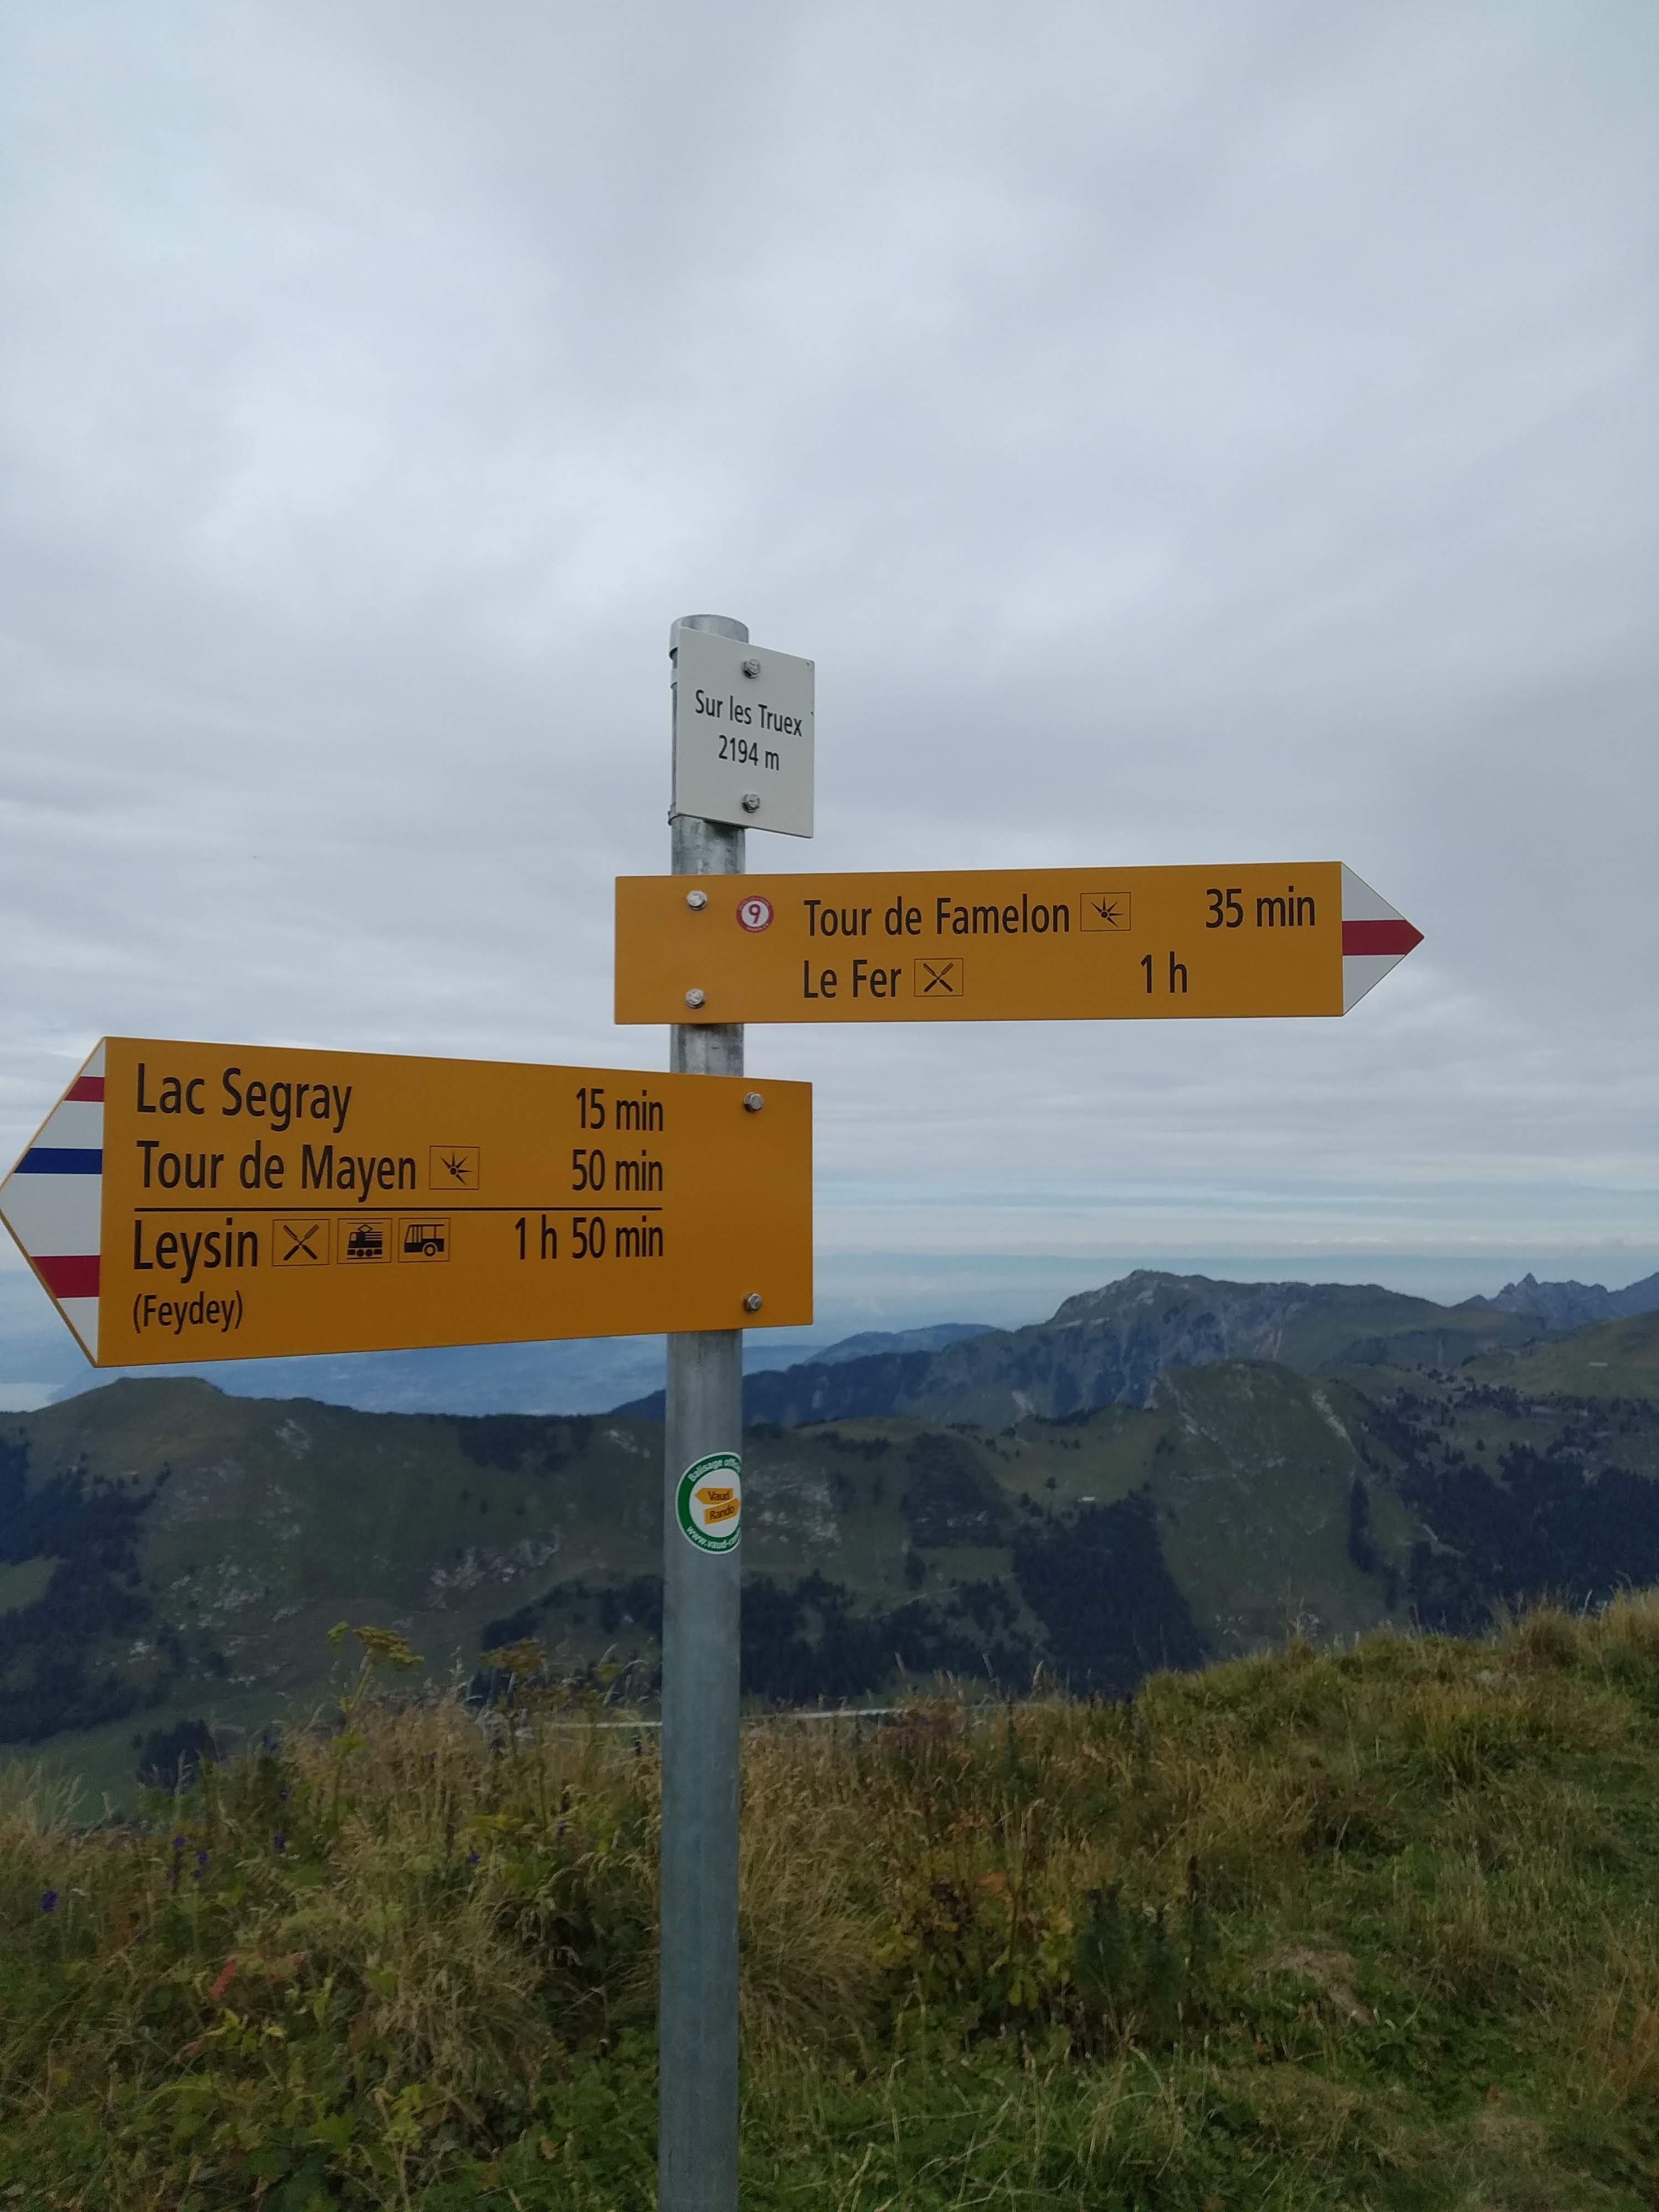 Sur les Truex
2194 m
9 Tour de Famelon 35 min
Le Fer 1 h
Lac Segray 15 min
Tour de Mayen 50 min
Leysin 1 h 50 min
(Feydey)
Balisage
Vaud
Rando